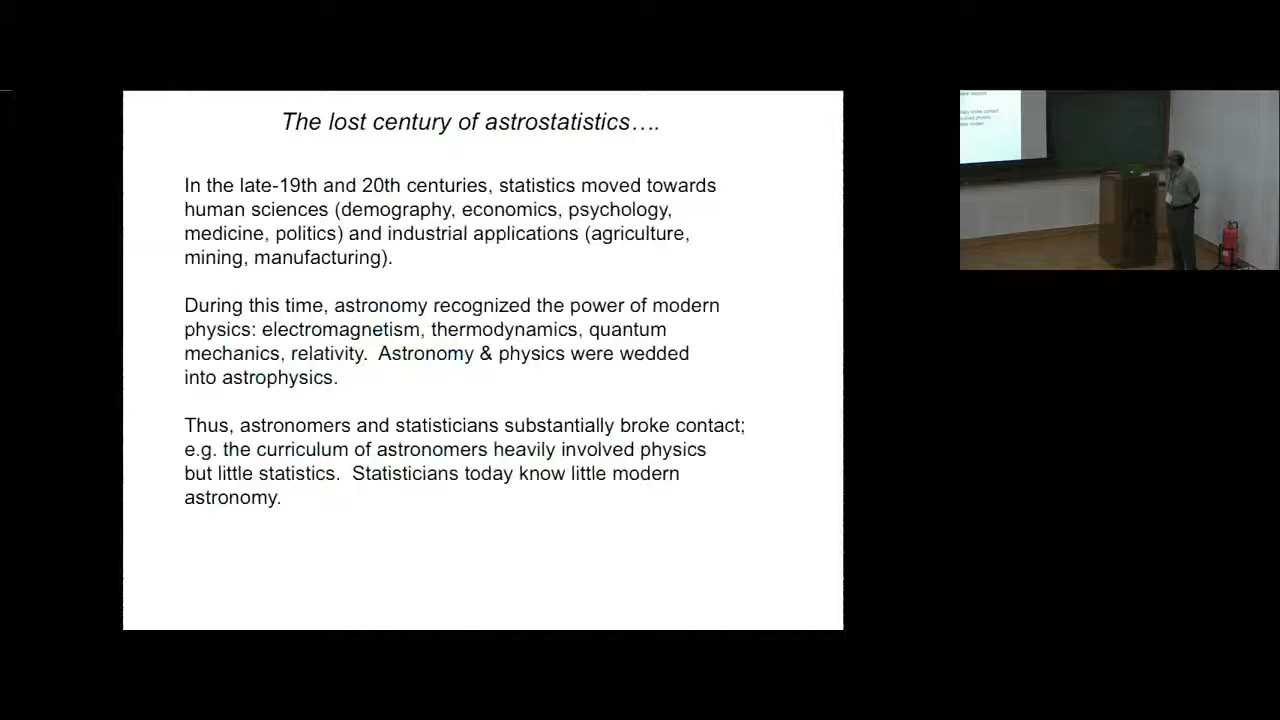 The lost century of astrostatistics….
In the late-19th and 20th centuries, statistics moved towards
human sciences (demography, economics, psychology,
medicine, politics) and industrial applications (agriculture,
mining, manufacturing).
During this time, astronomy recognized the power of modern
physics: electromagnetism, thermodynamics, quantum
mechanics, relativity.  Astronomy & physics were wedded
into astrophysics.
Thus, astronomers and statisticians substantially broke contact;
e.g. the curriculum of astronomers heavily involved physics
but little statistics.  Statisticians today know little modern
astronomy.